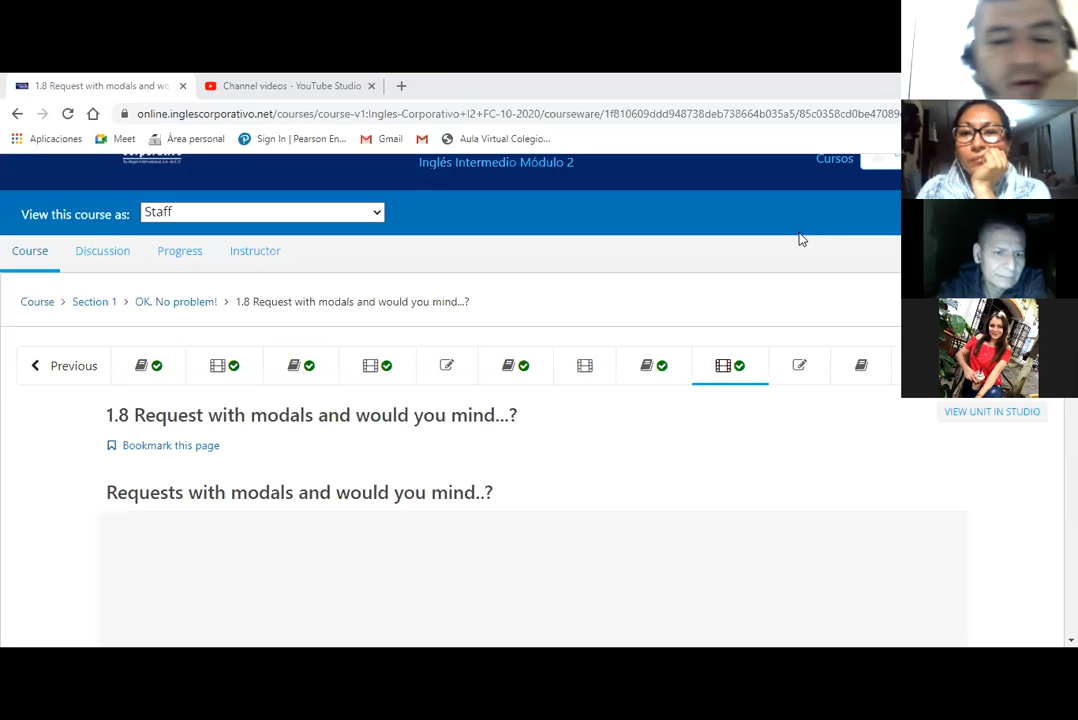 1.8 Request with modals and wo
Channel videos - YouTube Studio
online.inglescorporativo.net/courses/course-v1:Ingles-Corporativo+I2+FC-10-2020/courseware/1f810609ddd948738deb738664b035a5/85c0358cd0be47089
Aplicaciones
Meet
Área personal
Sign In | Pearson En...
Gmail
Aula Virtual Colegio...
Inglés Intermedio Módulo 2
Cursos
View this course as:
Staff
Course
Discussion
Progress
Instructor
Course > Section 1 > OK. No problem! > 1.8 Request with modals and would you mind...?
Previous
1.8 Request with modals and would you mind...?
VIEW UNIT IN STUDIO
Bookmark this page
Requests with modals and would you mind..?